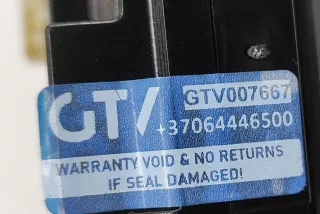 GTV
GTV007667
+37064446500
WARRANTY VOID & NO RETURNS
IF SEAL DAMAGED!